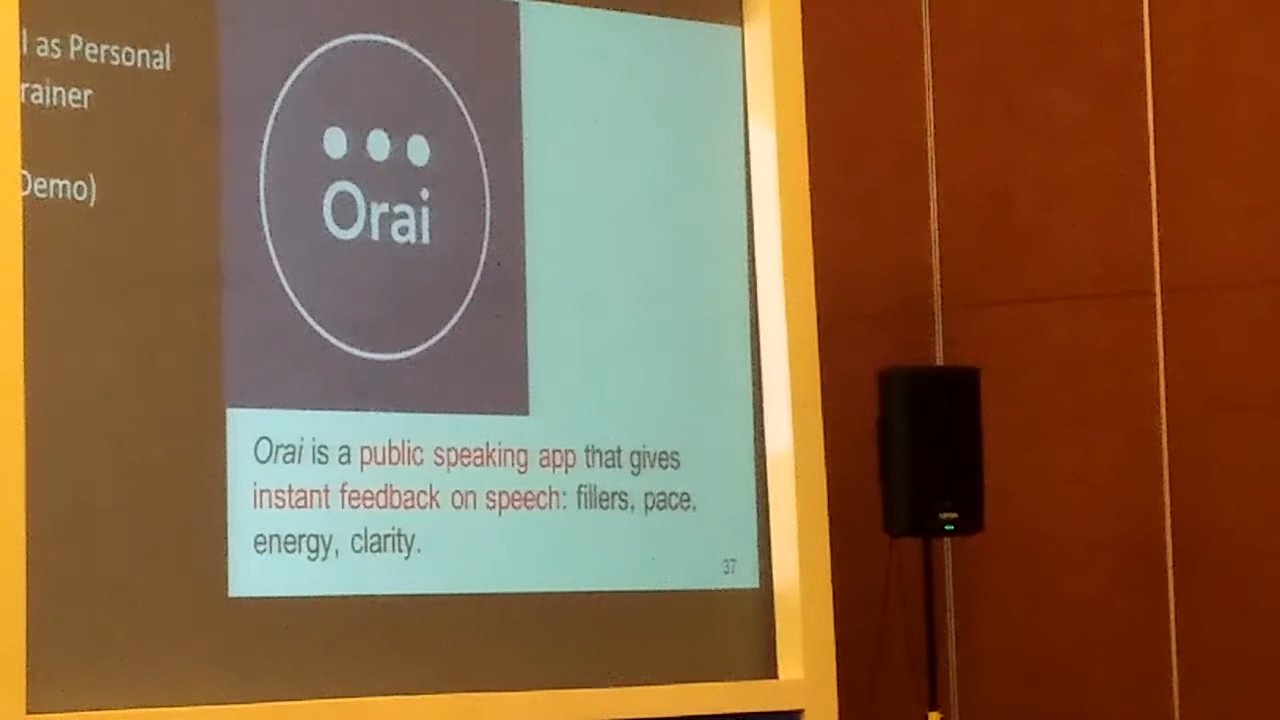 l as Personal
rainer
Demo)
Orai
Orai is a public speaking app that gives
instant feedback on speech: fillers, pace,
energy, clarity.
37